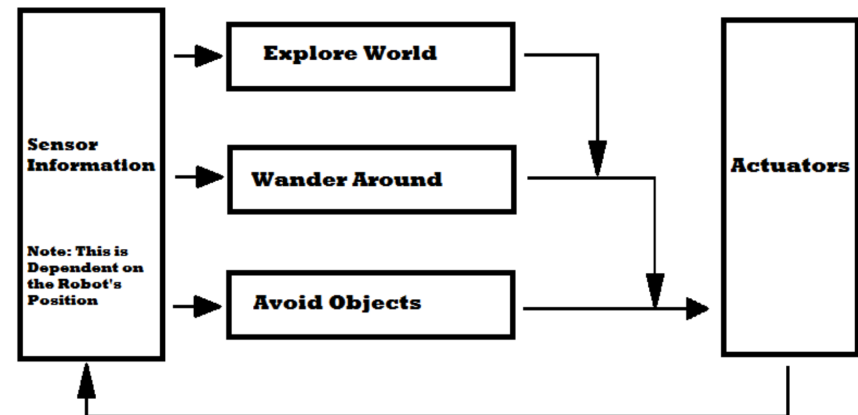 Explore World
Sensor
Information
Wander Around
Actuators
Note: This is
Dependent on
the Robot's
Position
Avoid Objects